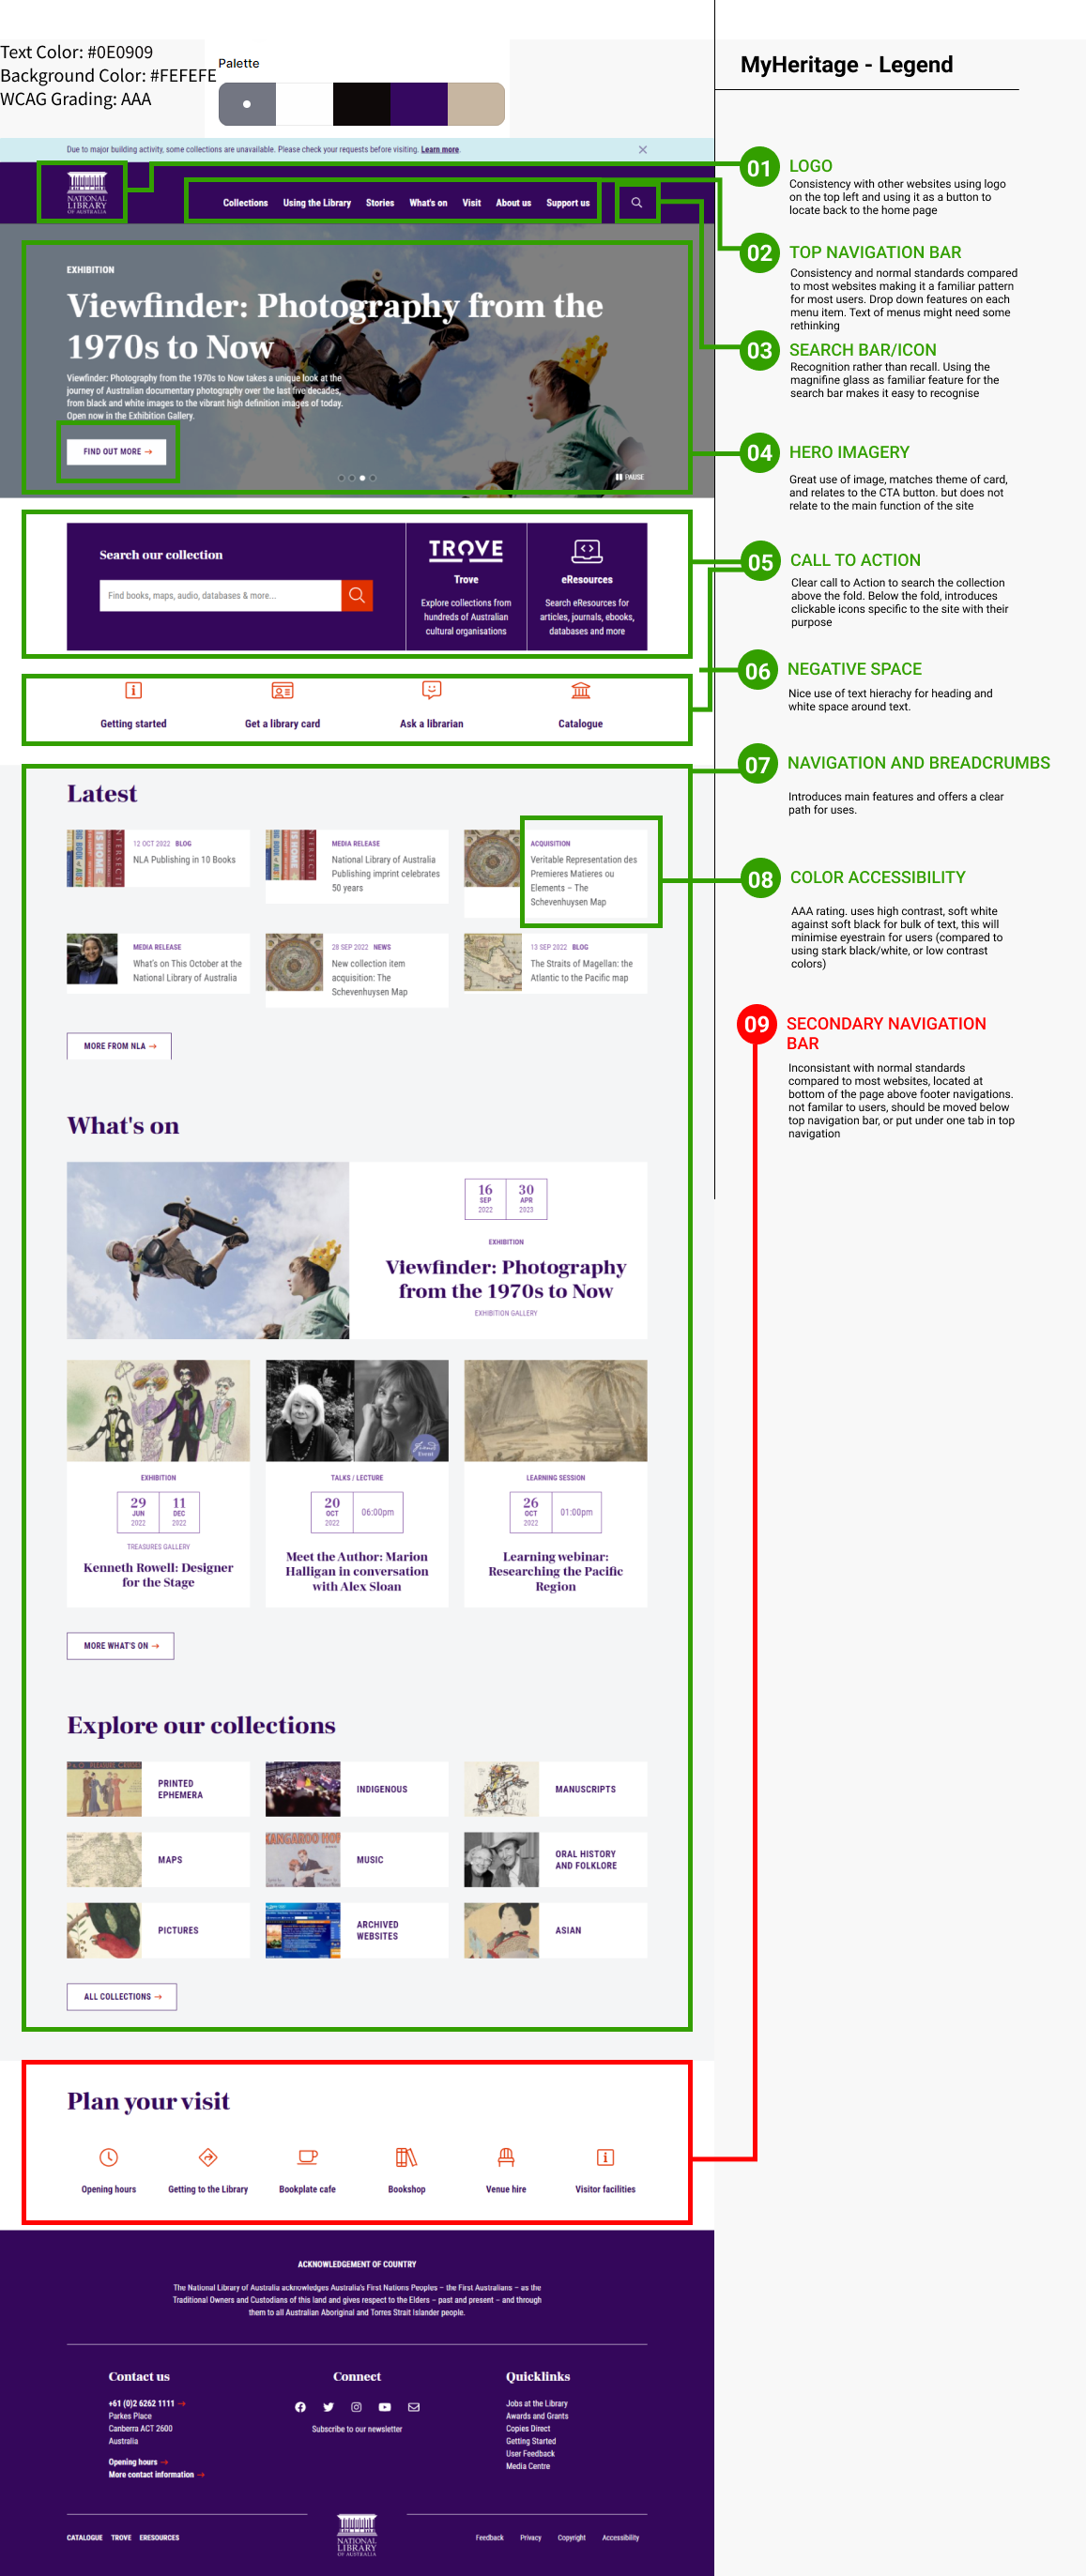 Text Color: #0E0909
Background Color: #FEFEFE
WCAG Grading: AAA
Palette
MyHeritage - Legend
Due to major building activity, some collections are unavailable. Please check your requests before visiting. Learn more.
NATIONAL
LIBRARY
OF AUSTRALIA
Collections Using the Library Stories What's on Visit About us Support us
EXHIBITION
Viewfinder: Photography from the
1970s to Now
Viewfinder: Photography from the 1970s to Now takes a unique look at the
journey of Australian documentary photography over the last five decades,
from black and white images to the vibrant high definition images of today.
Open now in the Exhibition Gallery.
FIND OUT MORE →
PAUSE
Search our collection
Find books, maps, audio, databases & more...
TROVE
Trove
Explore collections from
hundreds of Australian
cultural organisations
eResources
Search eResources for
articles, journals, ebooks,
databases and more
Getting started
Get a library card
Ask a librarian
Catalogue
Latest
12 OCT 2022 BLOG
NLA Publishing in 10 Books
MEDIA RELEASE
National Library of Australia
Publishing imprint celebrates
50 years
ACQUISITION
Veritable Representation des
Premieres Matieres ou
Elements – The
Schevenhuysen Map
MEDIA RELEASE
What's on This October at the
National Library of Australia
28 SEP 2022 NEWS
New collection item
acquisition: The
Schevenhuysen Map
13 SEP 2022 BLOG
The Straits of Magellan: the
Atlantic to the Pacific map
MORE FROM NLA →
What's on
16 SEP 2022
30 APR 2023
EXHIBITION
Viewfinder: Photography
from the 1970s to Now
EXHIBITION GALLERY
EXHIBITION
29 JUN 2022
11 DEC 2022
TREASURES GALLERY
Kenneth Rowell: Designer
for the Stage
Friends Event
TALKS / LECTURE
20 OCT 2022
06:00pm
Meet the Author: Marion
Halligan in conversation
with Alex Sloan
LEARNING SESSION
26 OCT 2022
01:00pm
Learning webinar:
Researching the Pacific
Region
MORE WHAT'S ON →
Explore our collections
PRINTED
EPHEMERA
INDIGENOUS
MANUSCRIPTS
MAPS
KANGAROO HOP
MUSIC
ORAL HISTORY
AND FOLKLORE
PICTURES
ARCHIVED
WEBSITES
ASIAN
ALL COLLECTIONS →
Plan your visit
Opening hours
Getting to the Library
Bookplate cafe
Bookshop
Venue hire
Visitor facilities
ACKNOWLEDGEMENT OF COUNTRY
The National Library of Australia acknowledges Australia's First Nations Peoples – the First Australians – as the
Traditional Owners and Custodians of this land and gives respect to the Elders – past and present – and through
them to all Australian Aboriginal and Torres Strait Islander people.
Contact us
+61 (0)2 6262 1111 →
Parkes Place
Canberra ACT 2600
Australia
Opening hours →
More contact information →
Connect
Subscribe to our newsletter
Quicklinks
Jobs at the Library
Awards and Grants
Copies Direct
Getting Started
User Feedback
Media Centre
CATALOGUE TROVE ERESOURCES
NATIONAL
LIBRARY
OF AUSTRALIA
Feedback Privacy Copyright Accessibility
01 LOGO
Consistency with other websites using logo
on the top left and using it as a button to
locate back to the home page
02 TOP NAVIGATION BAR
Consistency and normal standards compared
to most websites making it a familiar pattern
for most users. Drop down features on each
menu item. Text of menus might need some
rethinking
03 SEARCH BAR/ICON
Recognition rather than recall. Using the
magnifine glass as familiar feature for the
search bar makes it easy to recognise
04 HERO IMAGERY
Great use of image, matches theme of card,
and relates to the CTA button. but does not
relate to the main function of the site
05 CALL TO ACTION
Clear call to Action to search the collection
above the fold. Below the fold, introduces
clickable icons specific to the site with their
purpose
06 NEGATIVE SPACE
Nice use of text hierachy for heading and
white space around text.
07 NAVIGATION AND BREADCRUMBS
Introduces main features and offers a clear
path for uses.
08 COLOR ACCESSIBILITY
AAA rating. uses high contrast, soft white
against soft black for bulk of text, this will
minimise eyestrain for users (compared to
using stark black/white, or low contrast
colors)
09 SECONDARY NAVIGATION
BAR
Inconsistant with normal standards
compared to most websites, located at
bottom of the page above footer navigations.
not familar to users, should be moved below
top navigation bar, or put under one tab in top
navigation